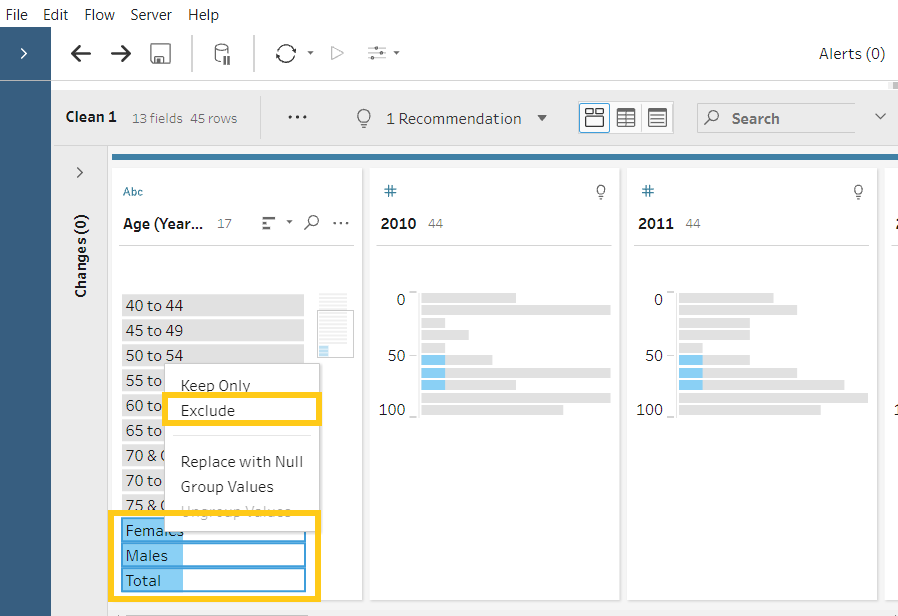 File Edit Flow Server Help
Alerts (0)
Clean 1 13 fields 45 rows ... 1 Recommendation Search
Changes (0)
Abc
Age (Year... 17
40 to 44
45 to 49
50 to 54
55 to
60 to
65 to
70 &
70 to
75 &
Females
Males
Total
Keep Only
Exclude
Replace with Null
Group Values
Ungroup Values
#
2010 44
0
50
100
#
2011 44
0
50
100